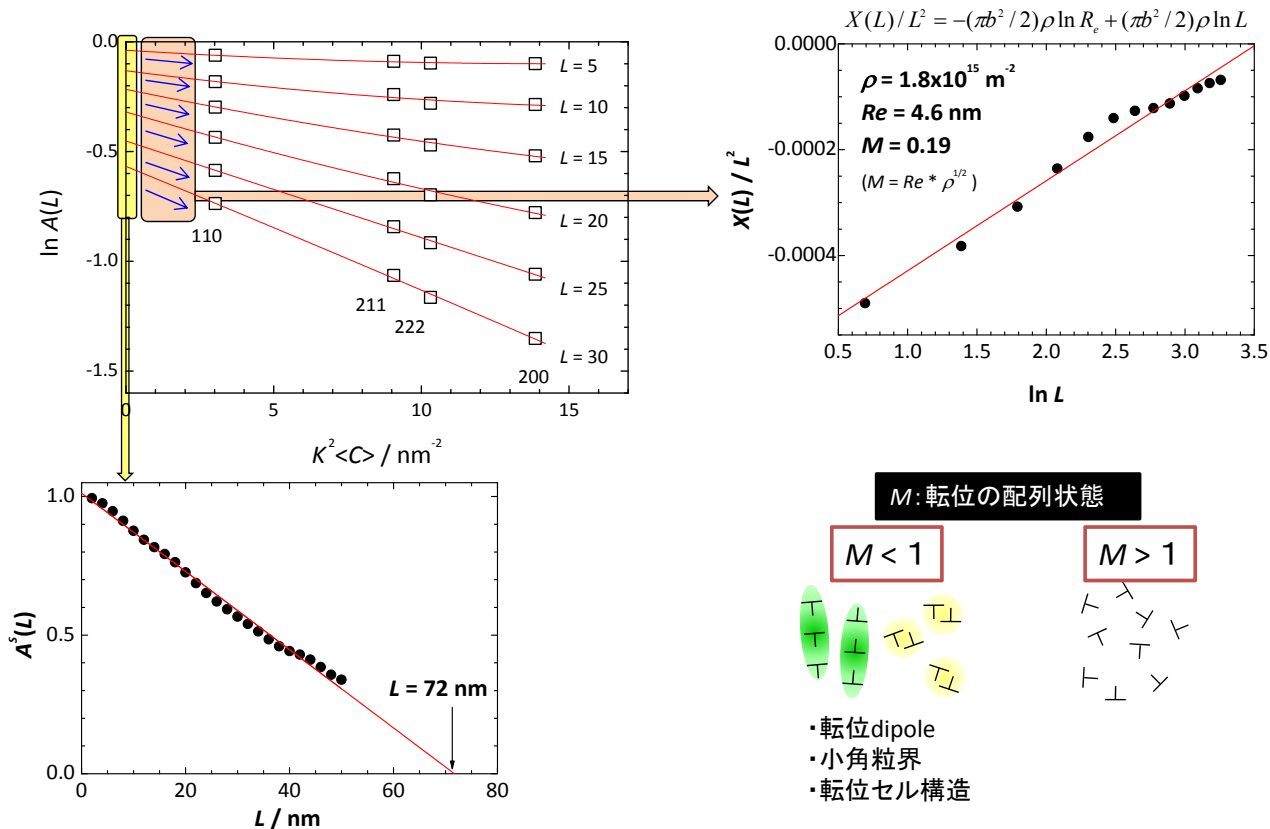 0.0
-0.5
-1.0
-1.5
ln A(L)
L = 5
L = 10
L = 15
L = 20
L = 25
L = 30
110
211
222
200
0 5 10 15
K²<C> / nm⁻²
X(L)/L² = −(πb²/2)ρ ln Rₑ + (πb²/2)ρ ln L
0.0000
-0.0002
-0.0004
X(L) / L²
ρ = 1.8x10¹⁵ m⁻²
Re = 4.6 nm
M = 0.19
(M = Re * ρ^1/2 )
0.5 1.0 1.5 2.0 2.5 3.0 3.5
ln L
1.0
0.5
0.0
Aˢ(L)
L = 72 nm
0 20 40 60 80
L / nm
M：転位の配列状態
M < 1
M > 1
・転位dipole
・小角粒界
・転位セル構造